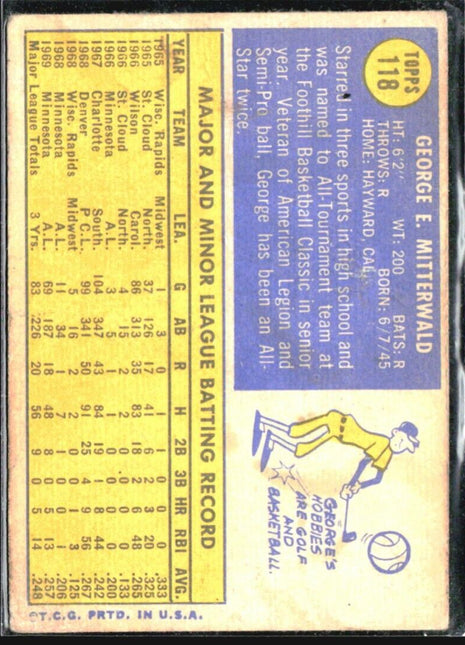 TOPPS
118
GEORGE E. MITTERWALD
HT: 6'2" WT: 200 BATS: R
THROWS: R BORN: 6/7/45
HOME: HAYWARD, CALIF.
Starred in three sports in high school and
was named to All-Tournament team at
the Foothill Basketball Classic in senior
year. Veteran of American Legion and
Semi-Pro ball, George has been an All-
Star twice.
GEORGE'S
HOBBIES
ARE GOLF
AND
BASKETBALL.
MAJOR AND MINOR LEAGUE BATTING RECORD
YEAR TEAM LEA. G AB R H 2B 3B HR RBI AVG.
1965 Wisc. Rapids Midwest 1 3 0 1 0 0 0 0 .333
1965 St. Cloud North. 37 126 17 41 6 2 3 20 .325
1966 Wilson Carol. 86 313 35 83 18 2 6 48 .265
1966 St. Cloud North. 4 15 2 2 0 0 0 0 .133
1966 Minnesota A.L. 3 5 1 1 0 0 0 0 .200
1967 Charlotte South. 104 347 43 84 19 1 4 44 .242
1968 Denver P.C.L. 99 341 50 91 25 4 9 56 .267
1968 Wisc. Rapids Midwest 5 16 2 2 1 0 0 3 .125
1968 Minnesota A.L. 11 34 1 7 1 0 0 1 .206
1969 Minnesota A.L. 69 187 18 48 8 0 5 13 .257
Major League Totals 3 Yrs. 83 .226 20 56 9 0 5 14 .248
©T.C.G. PRTD. IN U.S.A.